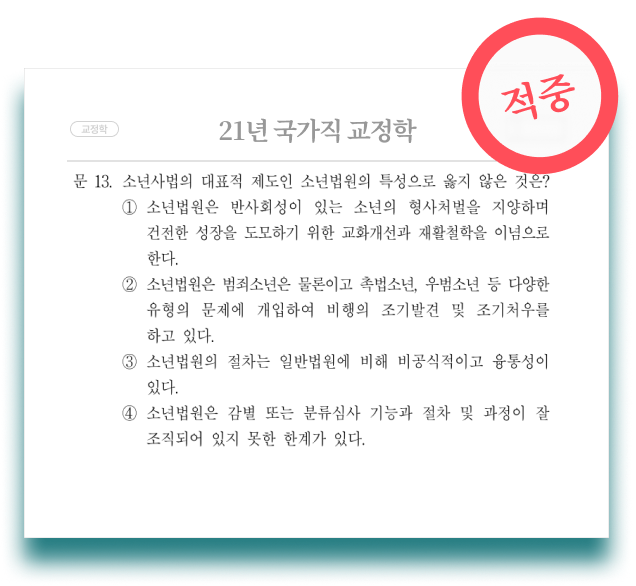 적중
교정학
21년 국가직 교정학
문 13. 소년사법의 대표적 제도인 소년법원의 특성으로 옳지 않은 것은?
① 소년법원은 반사회성이 있는 소년의 형사처벌을 지양하며
건전한 성장을 도모하기 위한 교화개선과 재활철학을 이념으로
한다.
② 소년법원은 범죄소년은 물론이고 촉법소년, 우범소년 등 다양한
유형의 문제에 개입하여 비행의 조기발견 및 조기처우를
하고 있다.
③ 소년법원의 절차는 일반법원에 비해 비공식적이고 융통성이
있다.
④ 소년법원은 감별 또는 분류심사 기능과 절차 및 과정이 잘
조직되어 있지 못한 한계가 있다.